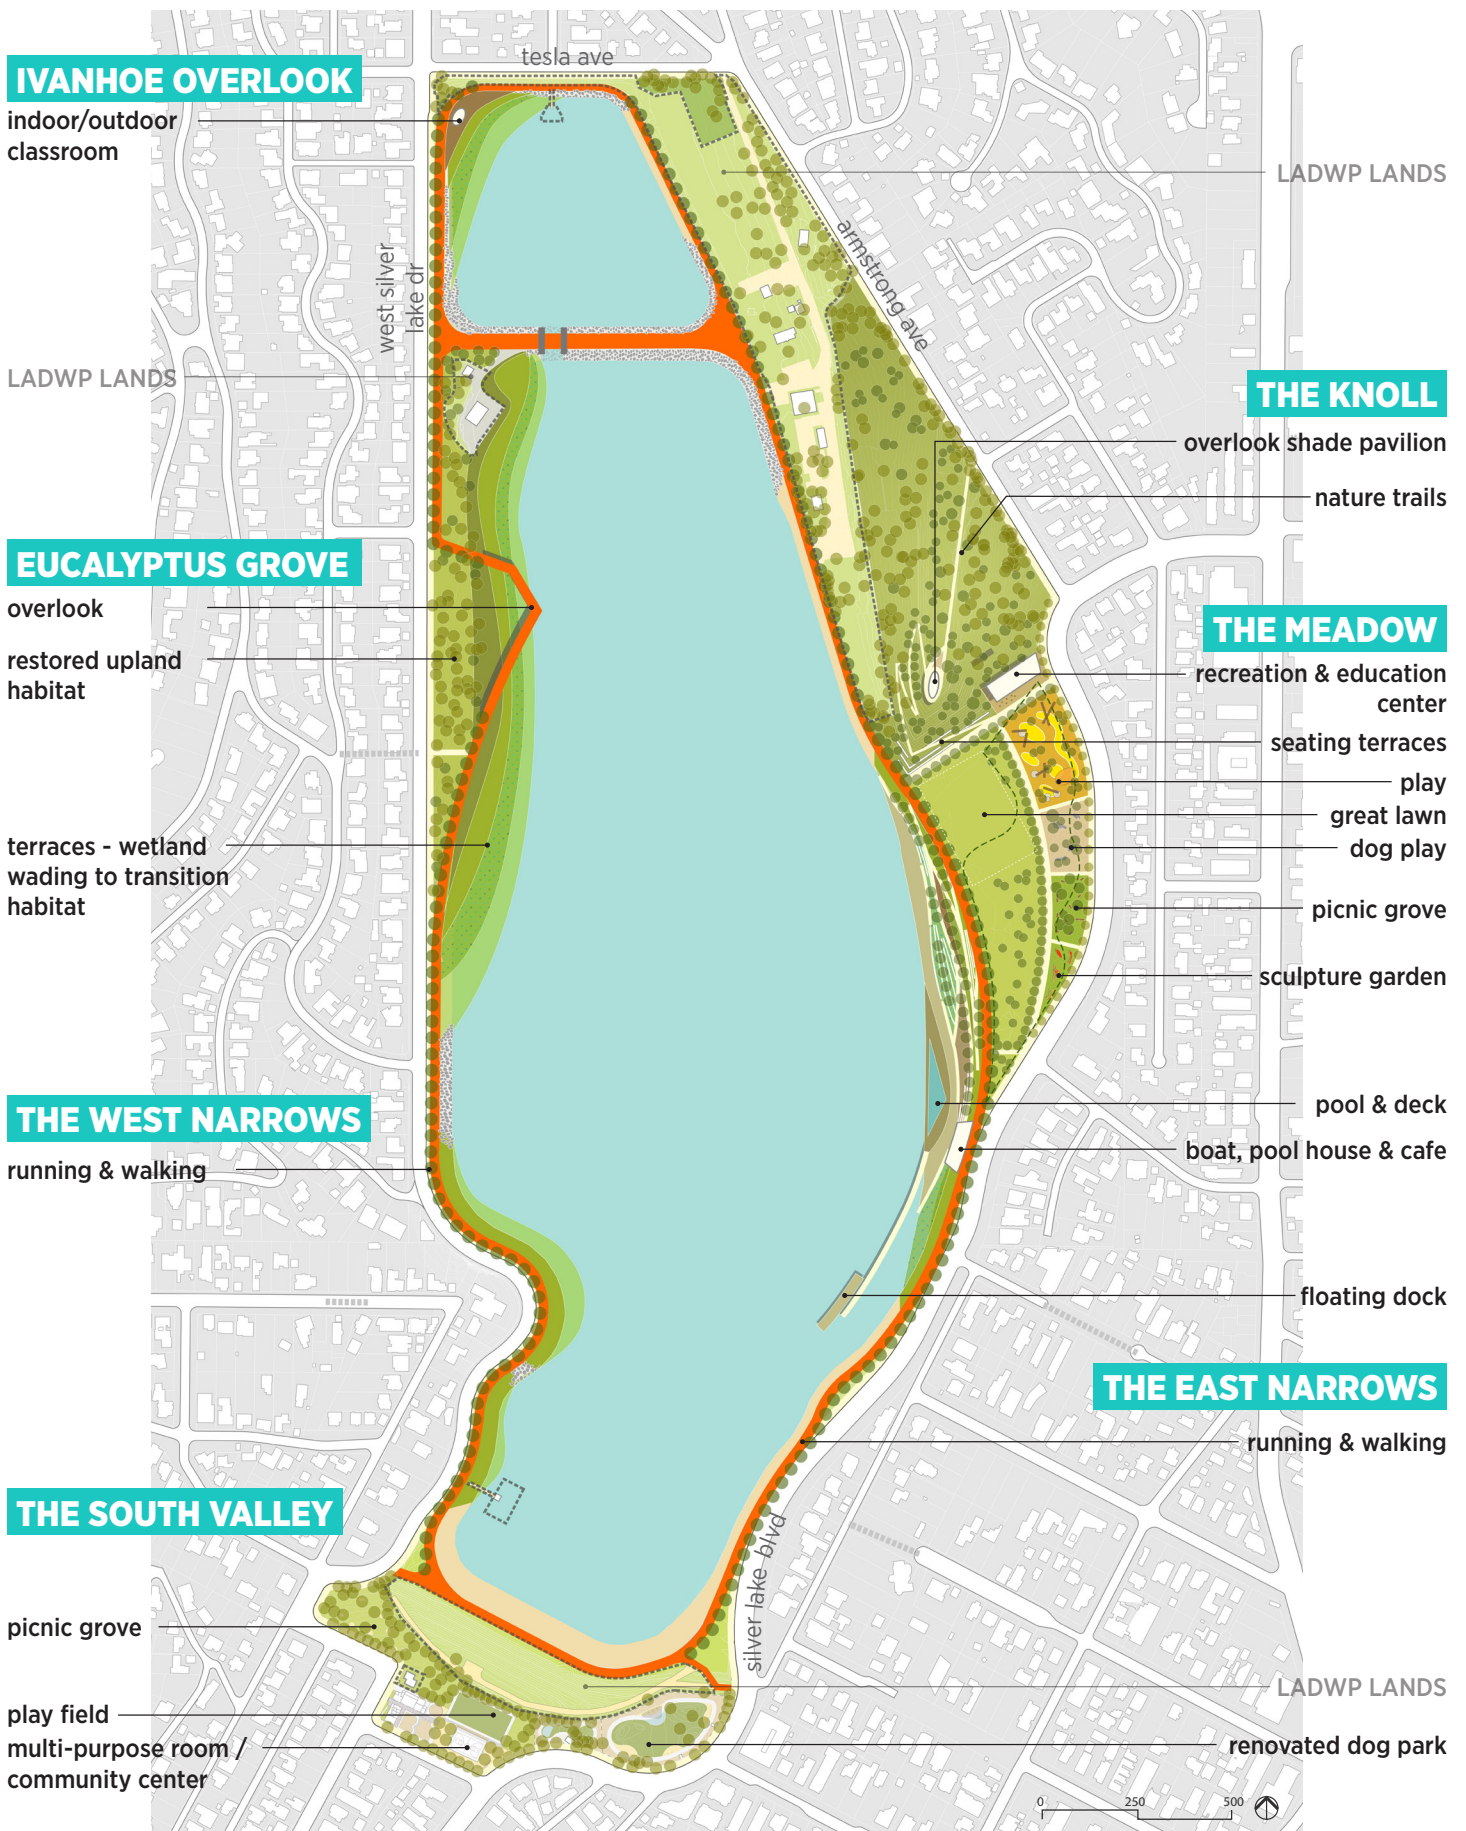 tesla ave
IVANHOE OVERLOOK
indoor/outdoor
classroom
LADWP LANDS
armstrong ave
west silver
lake dr
LADWP LANDS
THE KNOLL
overlook shade pavilion
nature trails
EUCALYPTUS GROVE
overlook
restored upland
habitat
terraces - wetland
wading to transition
habitat
THE MEADOW
recreation & education
center
seating terraces
play
great lawn
dog play
picnic grove
sculpture garden
pool & deck
boat, pool house & cafe
floating dock
THE WEST NARROWS
running & walking
THE EAST NARROWS
running & walking
THE SOUTH VALLEY
silver lake blvd
picnic grove
play field
multi-purpose room /
community center
LADWP LANDS
renovated dog park
0 250 500